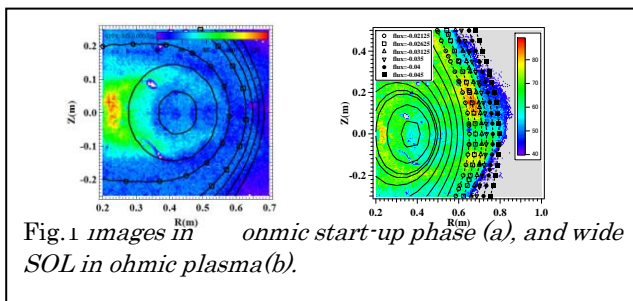 0.2
0.1
0.0
-0.1
-0.2
Z(m)
0.2 0.3 0.4 0.5 0.6 0.7
R(m)
flux=-0.02125
flux=-0.02625
flux=-0.03125
flux=-0.035
flux=-0.04
flux=-0.045
0.4
0.2
0.0
-0.2
Z(m)
80
60
40
0.2 0.4 0.6 0.8 1.0
R(m)
Fig.1 images in ohmic start-up phase (a), and wide
SOL in ohmic plasma(b).